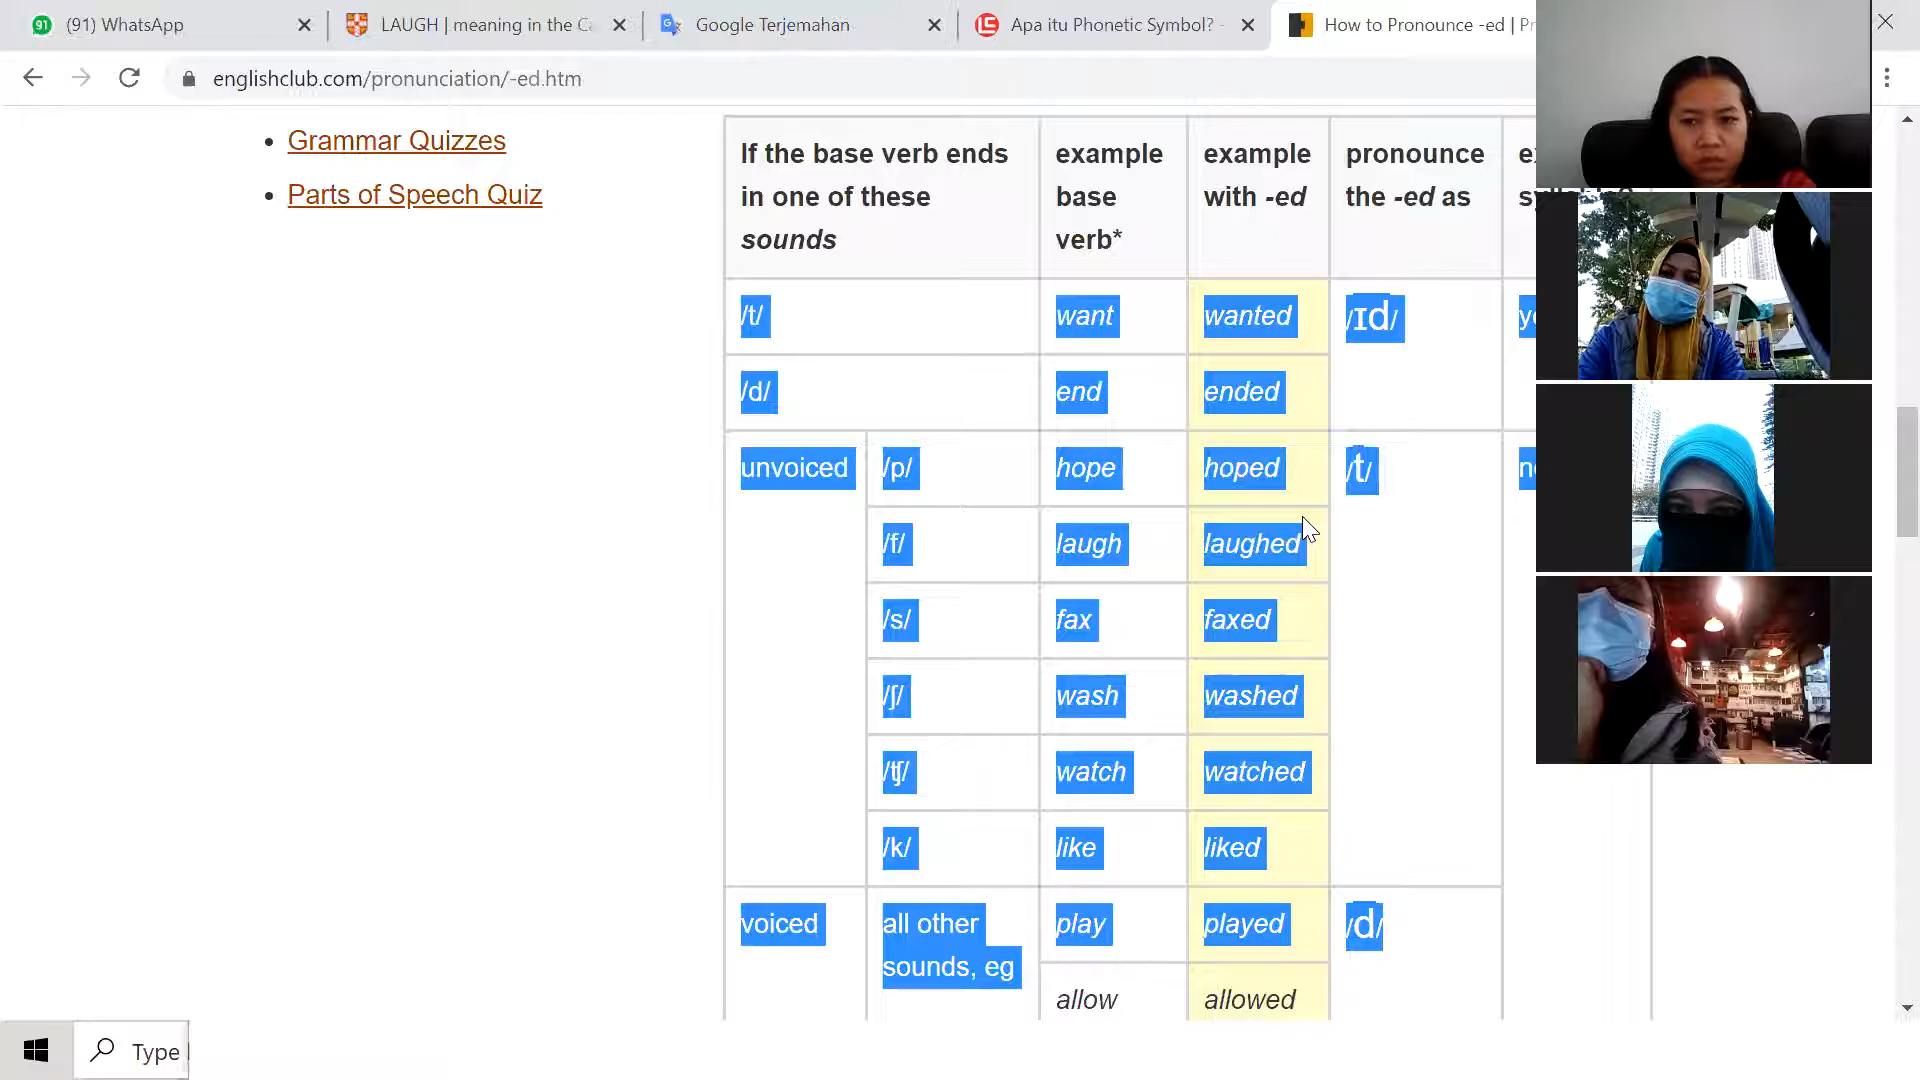 (91) WhatsApp
LAUGH | meaning in the Ca
Google Terjemahan
Apa itu Phonetic Symbol? -
How to Pronounce -ed | Pr
englishclub.com/pronunciation/-ed.htm
Grammar Quizzes
Parts of Speech Quiz
If the base verb ends in one of these sounds
example base verb*
example with -ed
pronounce the -ed as
/t/ want wanted /ɪd/
/d/ end ended
unvoiced /p/ hope hoped /t/
/f/ laugh laughed
/s/ fax faxed
/ʃ/ wash washed
/ʧ/ watch watched
/k/ like liked
voiced all other sounds, eg play played /d/
allow allowed
Type